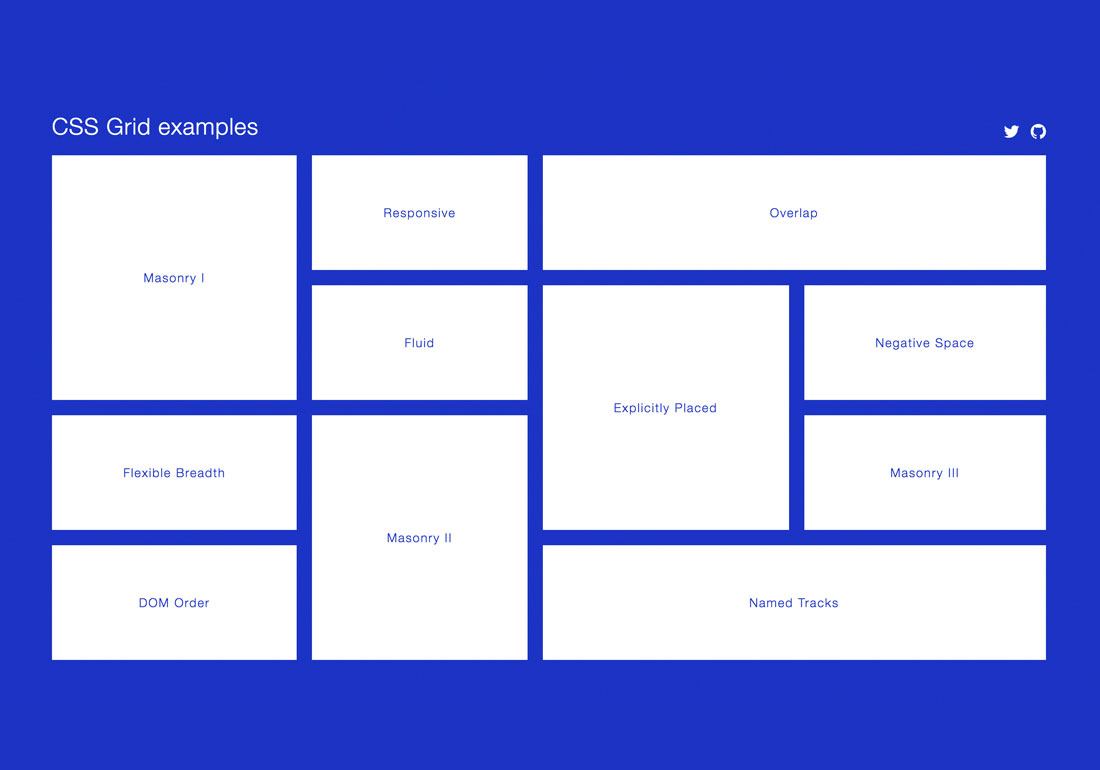 CSS Grid examples
Masonry I
Responsive
Overlap
Fluid
Explicitly Placed
Negative Space
Flexible Breadth
Masonry II
Masonry III
DOM Order
Named Tracks